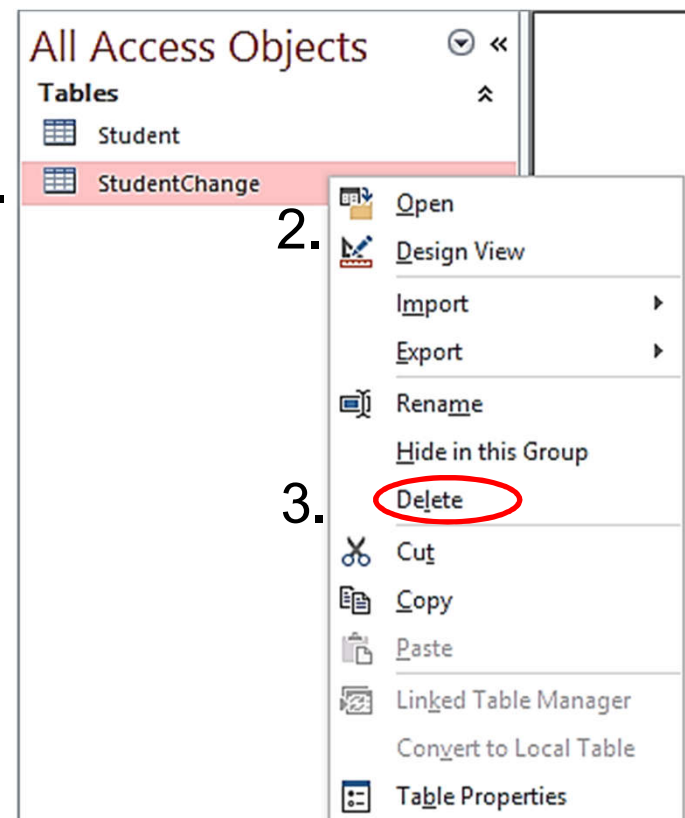 All Access Objects «
Tables
Student
StudentChange
2.
Open
Design View
Import
Export
Rename
Hide in this Group
3.
Delete
Cut
Copy
Paste
Linked Table Manager
Convert to Local Table
Table Properties